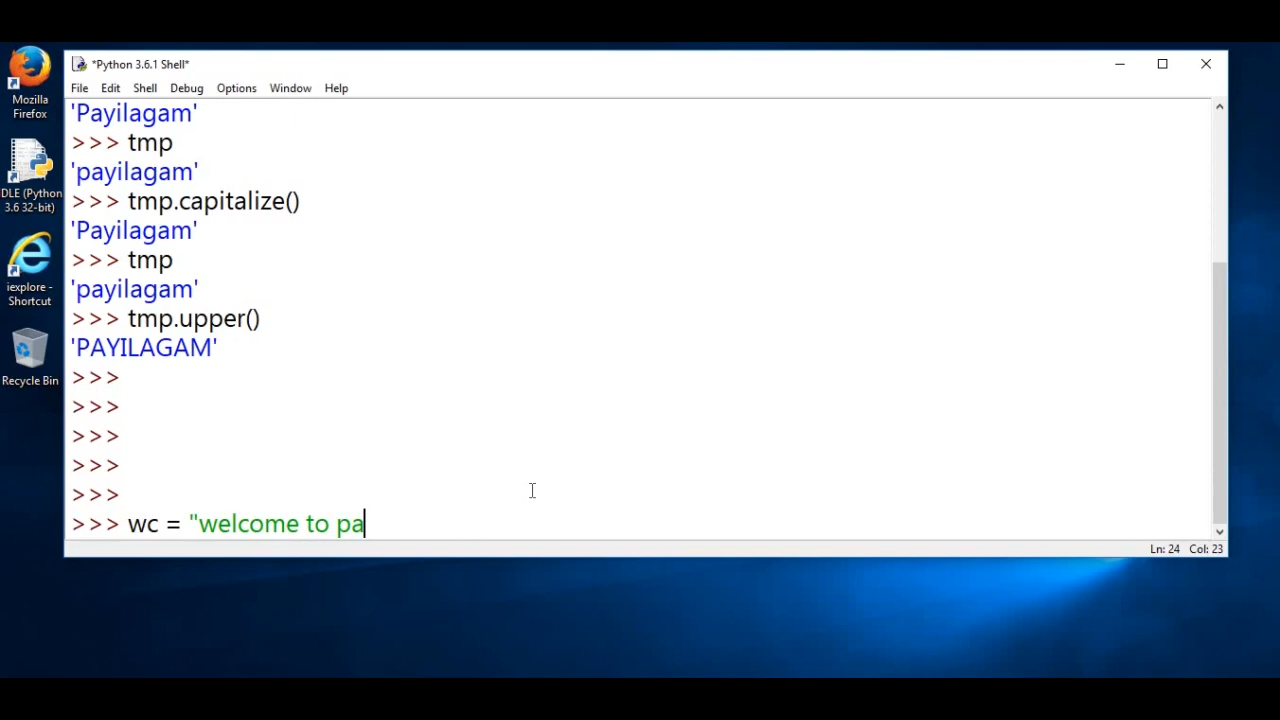 *Python 3.6.1 Shell*
File Edit Shell Debug Options Window Help
Mozilla
Firefox
DLE (Python
3.6 32-bit)
iexplore -
Shortcut
Recycle Bin
'Payilagam'
>>> tmp
'payilagam'
>>> tmp.capitalize()
'Payilagam'
>>> tmp
'payilagam'
>>> tmp.upper()
'PAYILAGAM'
>>>
>>>
>>>
>>>
>>>
>>> wc = "welcome to pa
Ln: 24 Col: 23